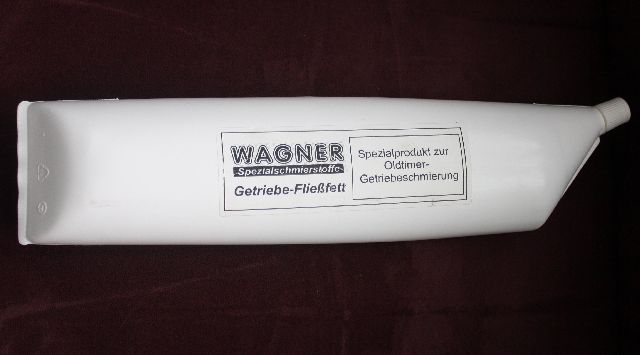 WAGNER
Spezialschmierstoffe
Getriebe-Fließfett
Spezialprodukt zur
Oldtimer-
Getriebeschmierung